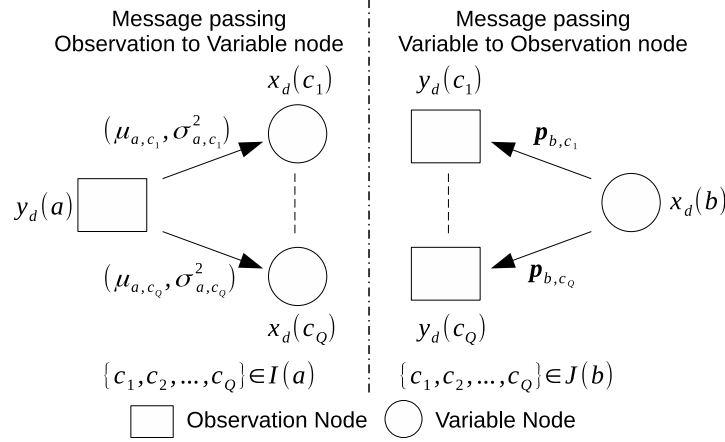 Message passing
Observation to Variable node
x_d(c_1)
(μ_{a,c_1}, σ²_{a,c_1})
y_d(a)
(μ_{a,c_Q}, σ²_{a,c_Q})
x_d(c_Q)
{c_1,c_2,...,c_Q}∈I(a)
Message passing
Variable to Observation node
y_d(c_1)
p_{b,c_1}
x_d(b)
p_{b,c_Q}
y_d(c_Q)
{c_1,c_2,...,c_Q}∈J(b)
Observation Node
Variable Node